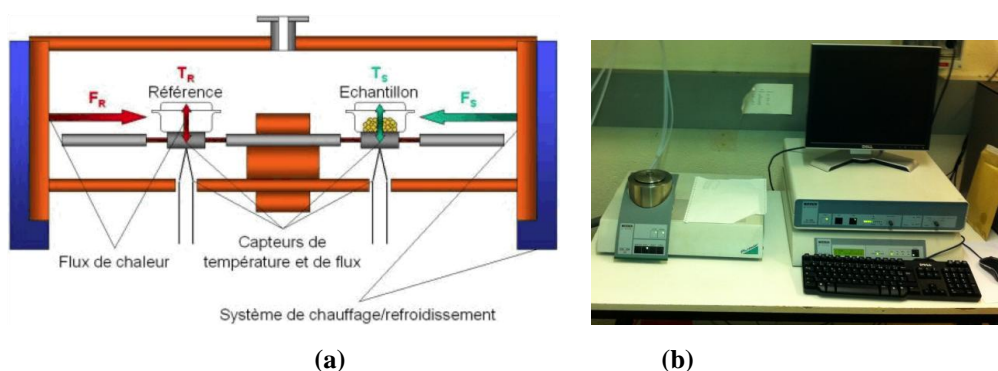 T_R
Référence
T_S
Echantillon
F_R
F_S
Flux de chaleur
Capteurs de
température et de flux
Système de chauffage/refroidissement
(a)
(b)